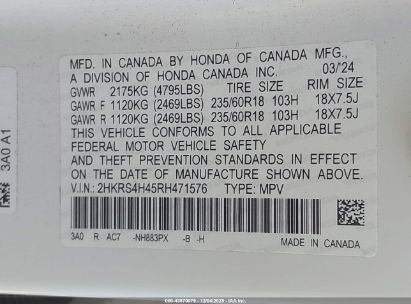 MFD. IN CANADA BY HONDA OF CANADA MFG.,
A DIVISION OF HONDA CANADA INC. 03/'24
GVWR 2175KG (4795LBS) TIRE SIZE RIM SIZE
GAWR F 1120KG (2469LBS) 235/60R18 103H 18X7.5J
GAWR R 1120KG (2469LBS) 235/60R18 103H 18X7.5J
THIS VEHICLE CONFORMS TO ALL APPLICABLE
FEDERAL MOTOR VEHICLE SAFETY
AND THEFT PREVENTION STANDARDS IN EFFECT
ON THE DATE OF MANUFACTURE SHOWN ABOVE.
V.I.N.: 2HKRS4H45RH471576 TYPE: MPV
3A0 R AC7 -NH883PX -B -H
MADE IN CANADA
3A0 A1